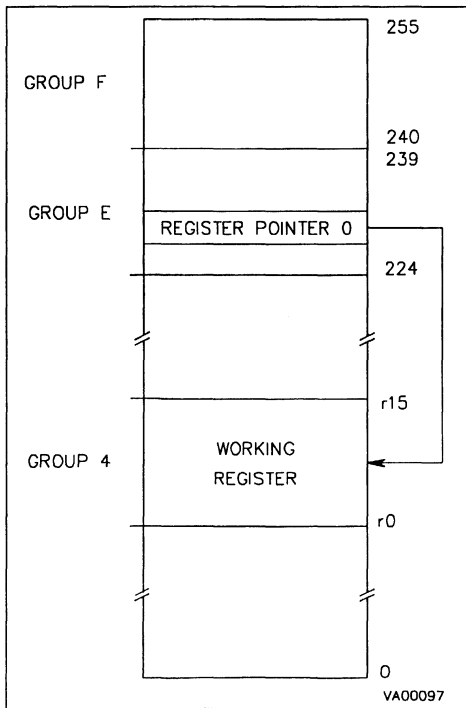 255
GROUP F
240
239
GROUP E
REGISTER POINTER 0
224
r15
GROUP 4
WORKING
REGISTER
r0
0
VA00097